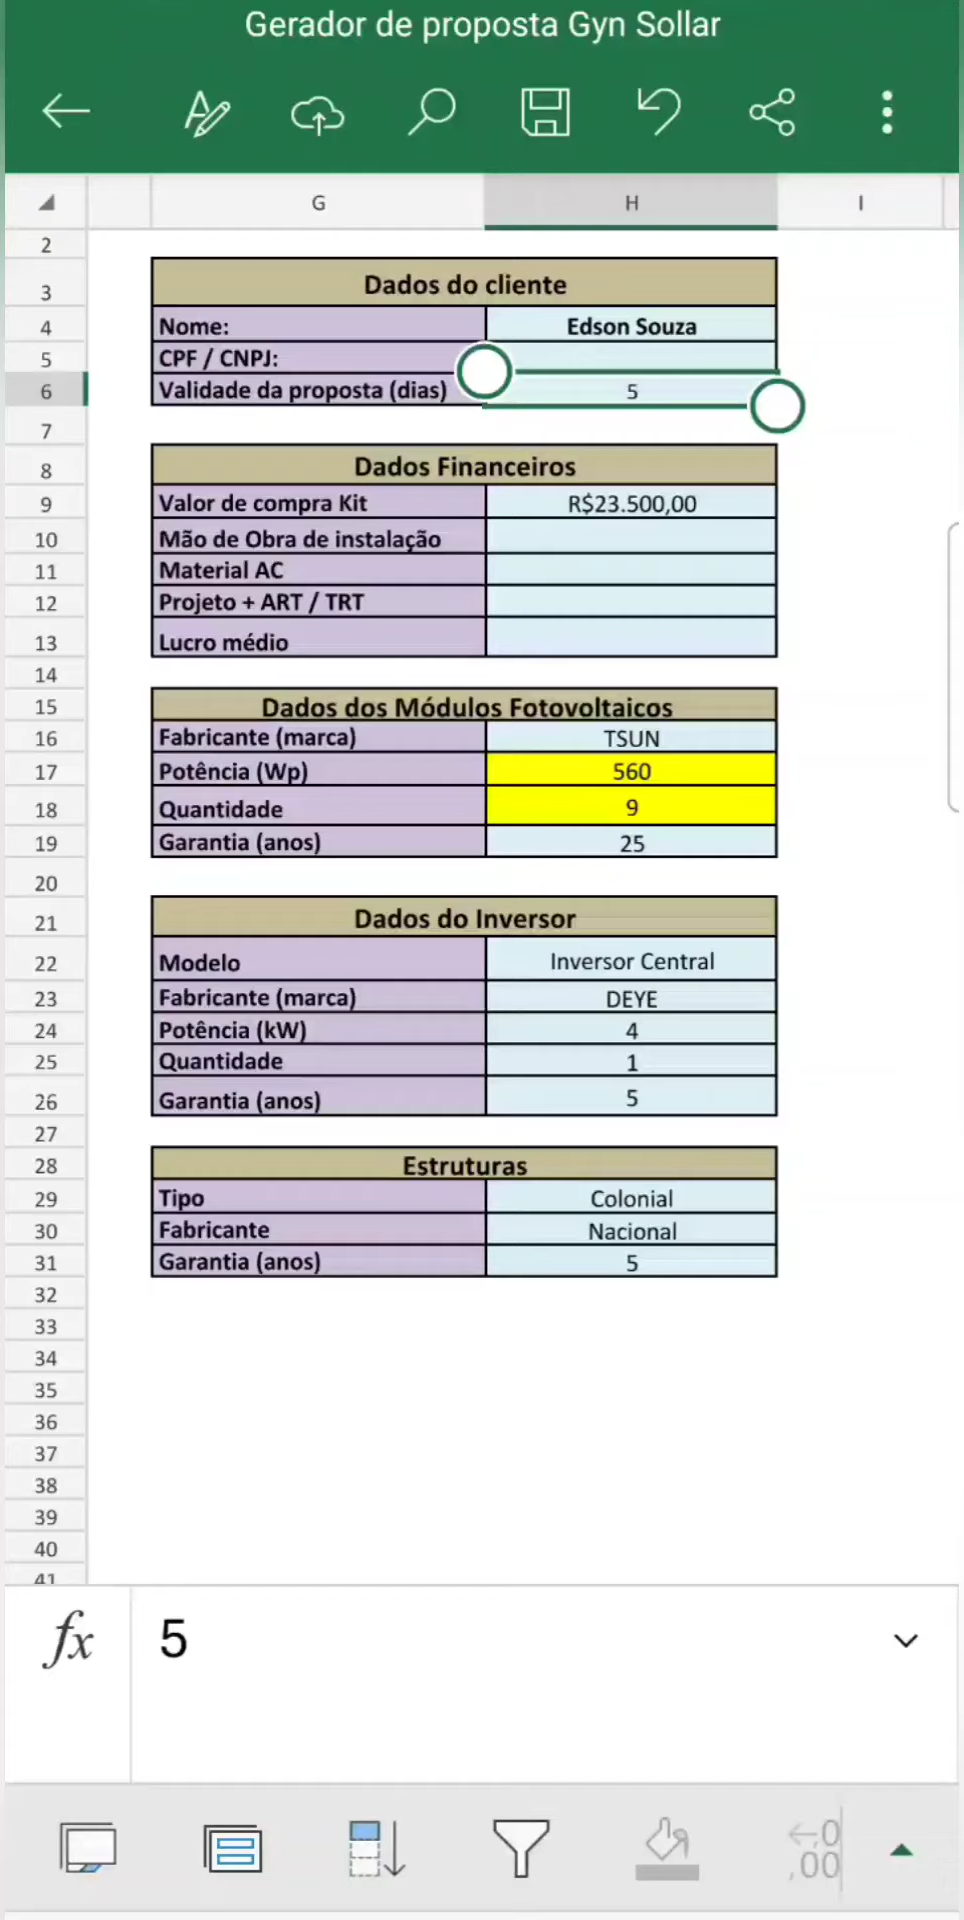 Gerador de proposta Gyn Sollar
G H I
2
3 Dados do cliente
4 Nome: Edson Souza
5 CPF / CNPJ:
6 Validade da proposta (dias) 5
7
8 Dados Financeiros
9 Valor de compra Kit R$23.500,00
10 Mão de Obra de instalação
11 Material AC
12 Projeto + ART / TRT
13 Lucro médio
14
15 Dados dos Módulos Fotovoltaicos
16 Fabricante (marca) TSUN
17 Potência (Wp) 560
18 Quantidade 9
19 Garantia (anos) 25
20
21 Dados do Inversor
22 Modelo Inversor Central
23 Fabricante (marca) DEYE
24 Potência (kW) 4
25 Quantidade 1
26 Garantia (anos) 5
27
28 Estruturas
29 Tipo Colonial
30 Fabricante Nacional
31 Garantia (anos) 5
32
33
34
35
36
37
38
39
40
41
fx 5
←,0
,00